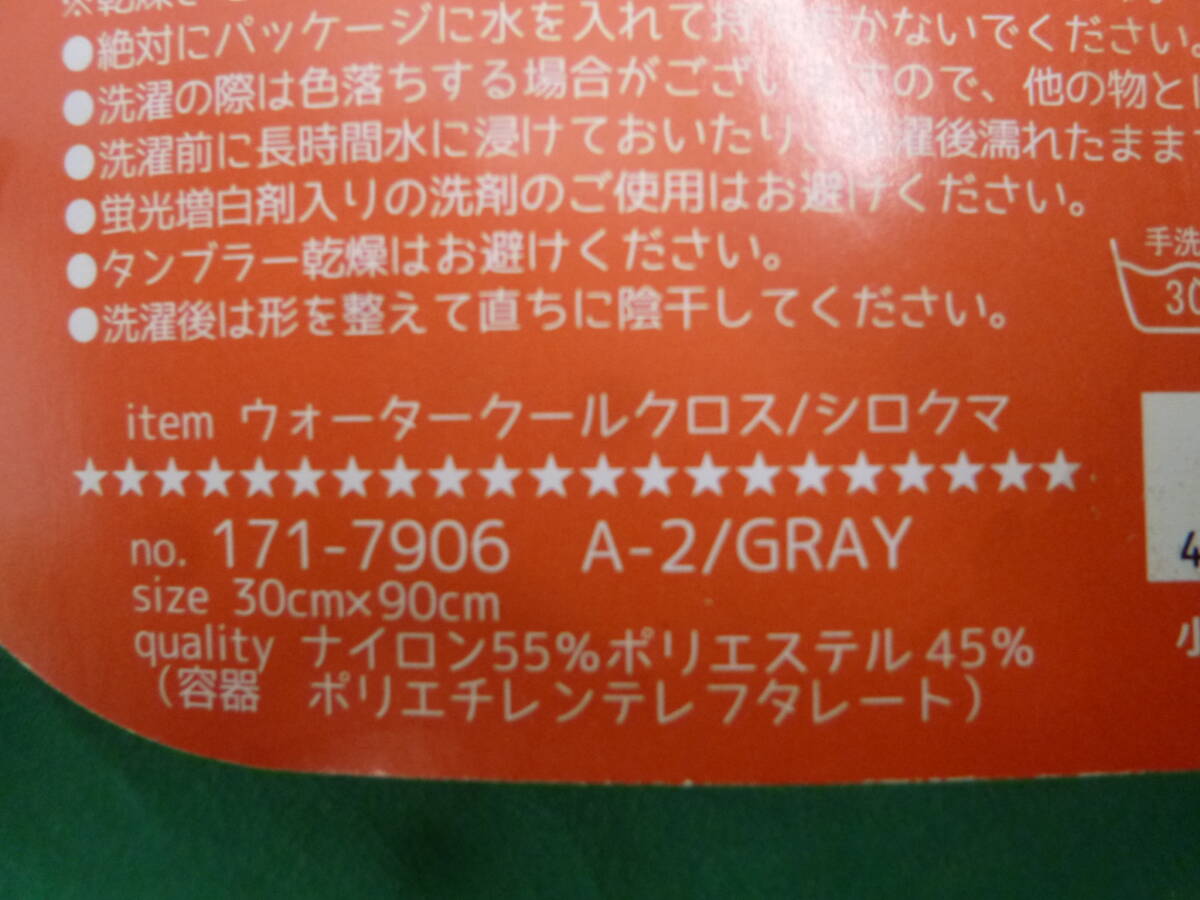 ●絶対にパッケージに水を入れて持 かないでください。
●洗濯の際は色落ちする場合がございますので、他の物と
●洗濯前に長時間水に浸けておいたり、洗濯後濡れたまま
●蛍光増白剤入りの洗剤のご使用はお避けください。
●タンブラー乾燥はお避けください。
●洗濯後は形を整えて直ちに陰干してください。
手洗
30
item ウォータークールクロス/シロクマ
★★★★★★★★★★★★★★★★★★★★★
no. 171-7906 A-2/GRAY
size 30cm×90cm
quality ナイロン55%ポリエステル45%
（容器 ポリエチレンテレフタレート）
4